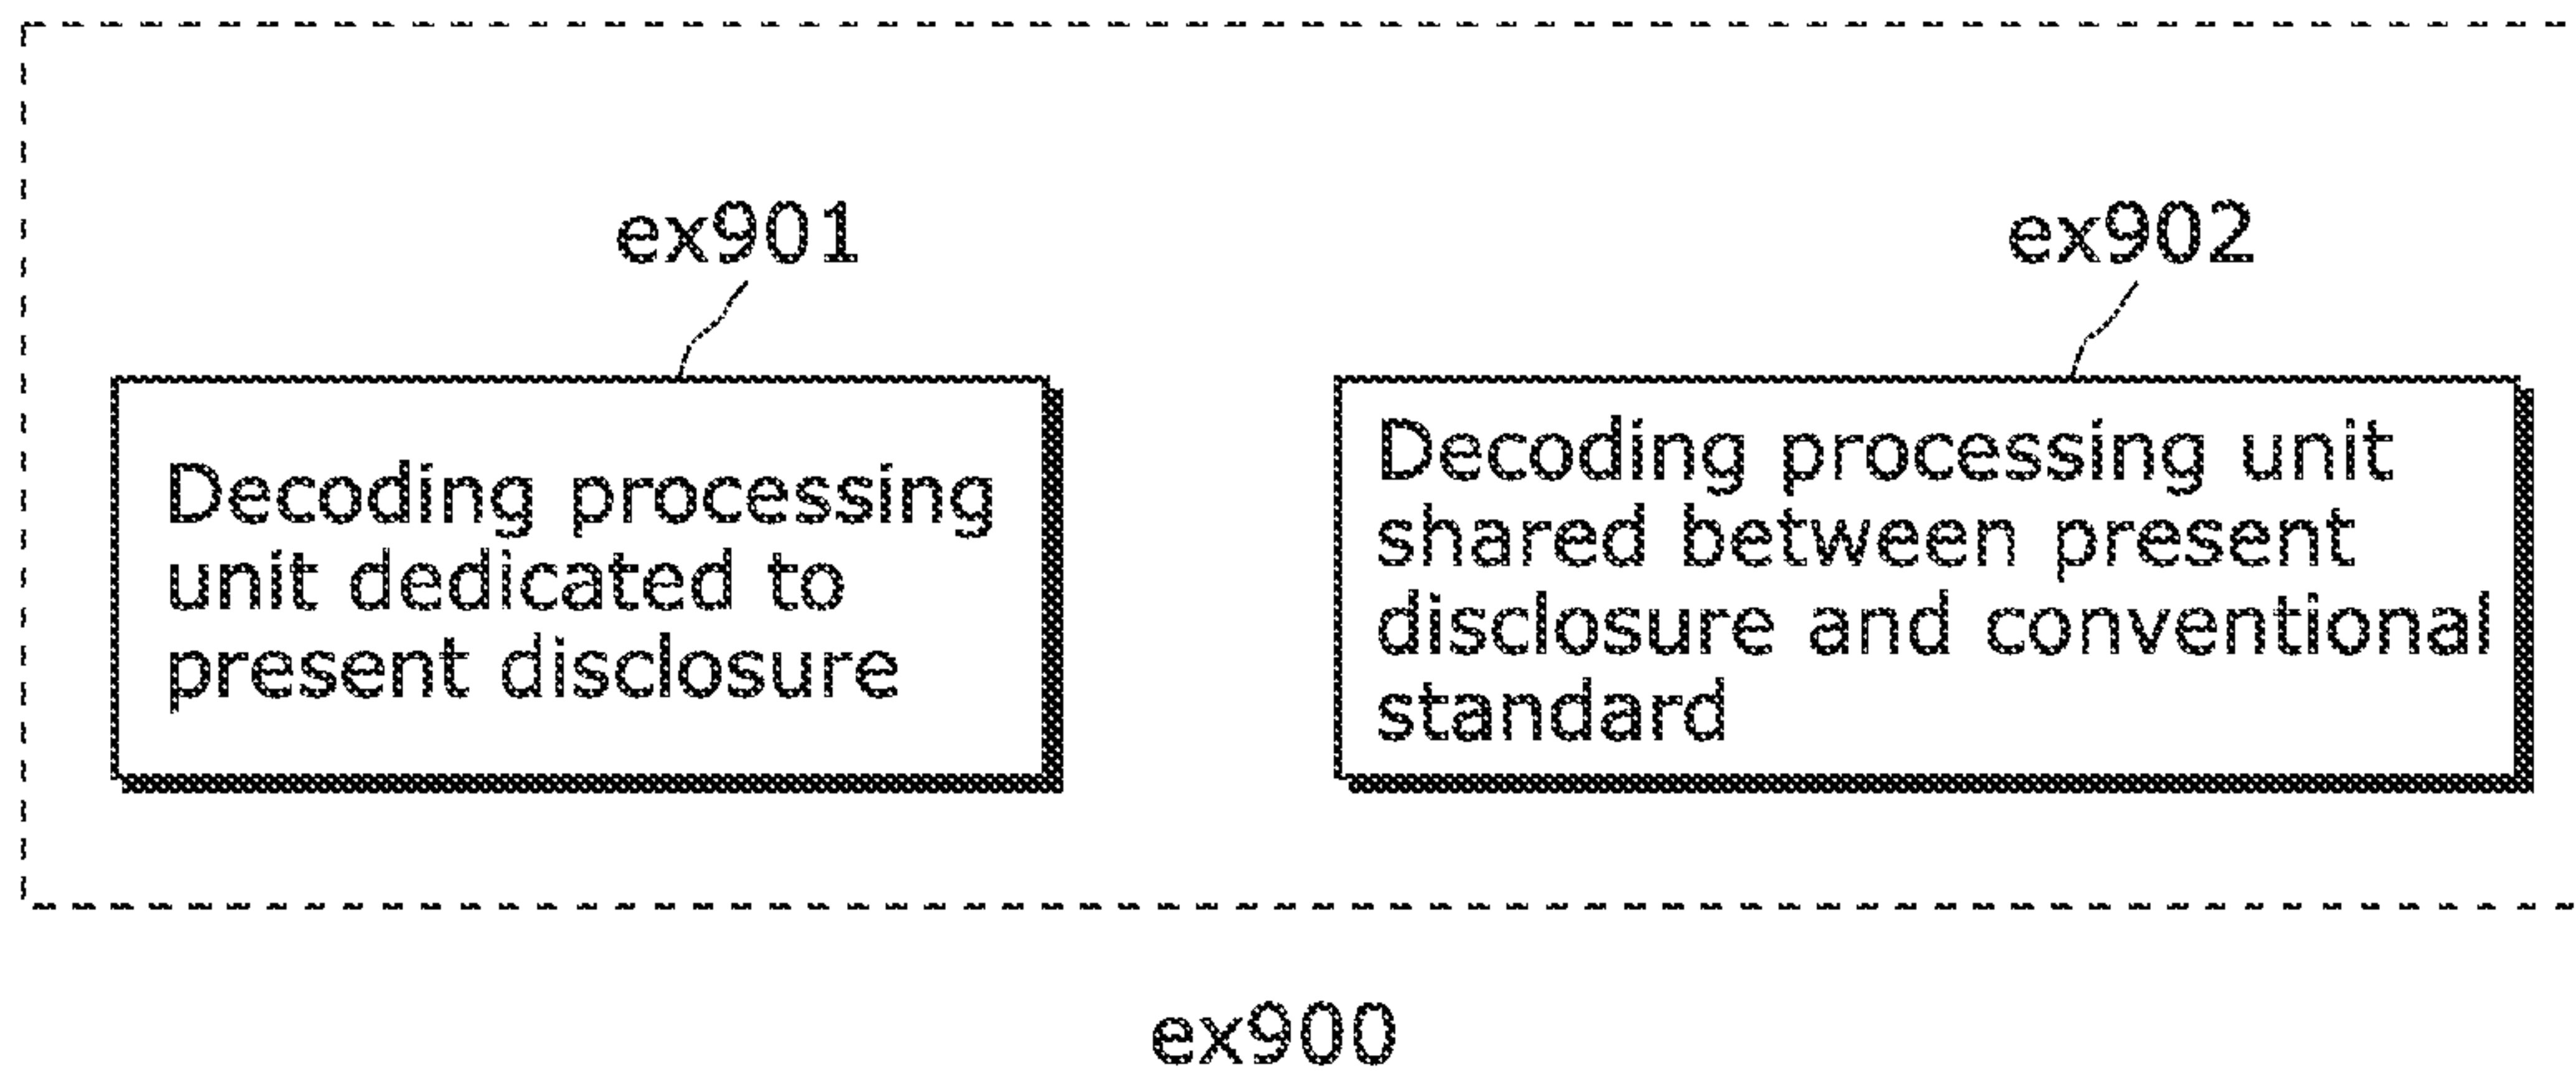 ex901
ex902
Decoding processing
unit dedicated to
present disclosure
Decoding processing unit
shared between present
disclosure and conventional
standard
ex900